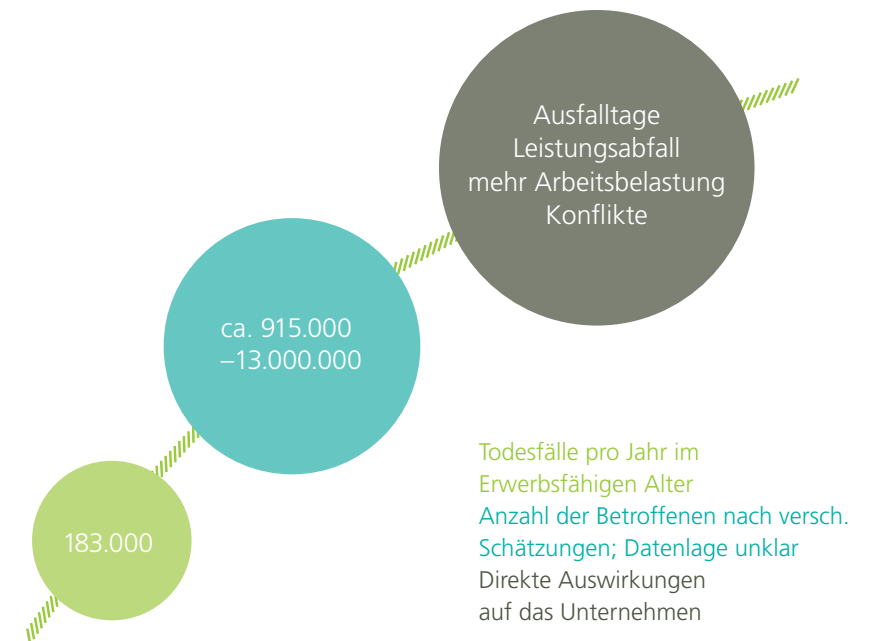 Ausfalltage
Leistungsabfall
mehr Arbeitsbelastung
Konflikte
ca. 915.000
–13.000.000
183.000
Todesfälle pro Jahr im
Erwerbsfähigen Alter
Anzahl der Betroffenen nach versch.
Schätzungen; Datenlage unklar
Direkte Auswirkungen
auf das Unternehmen